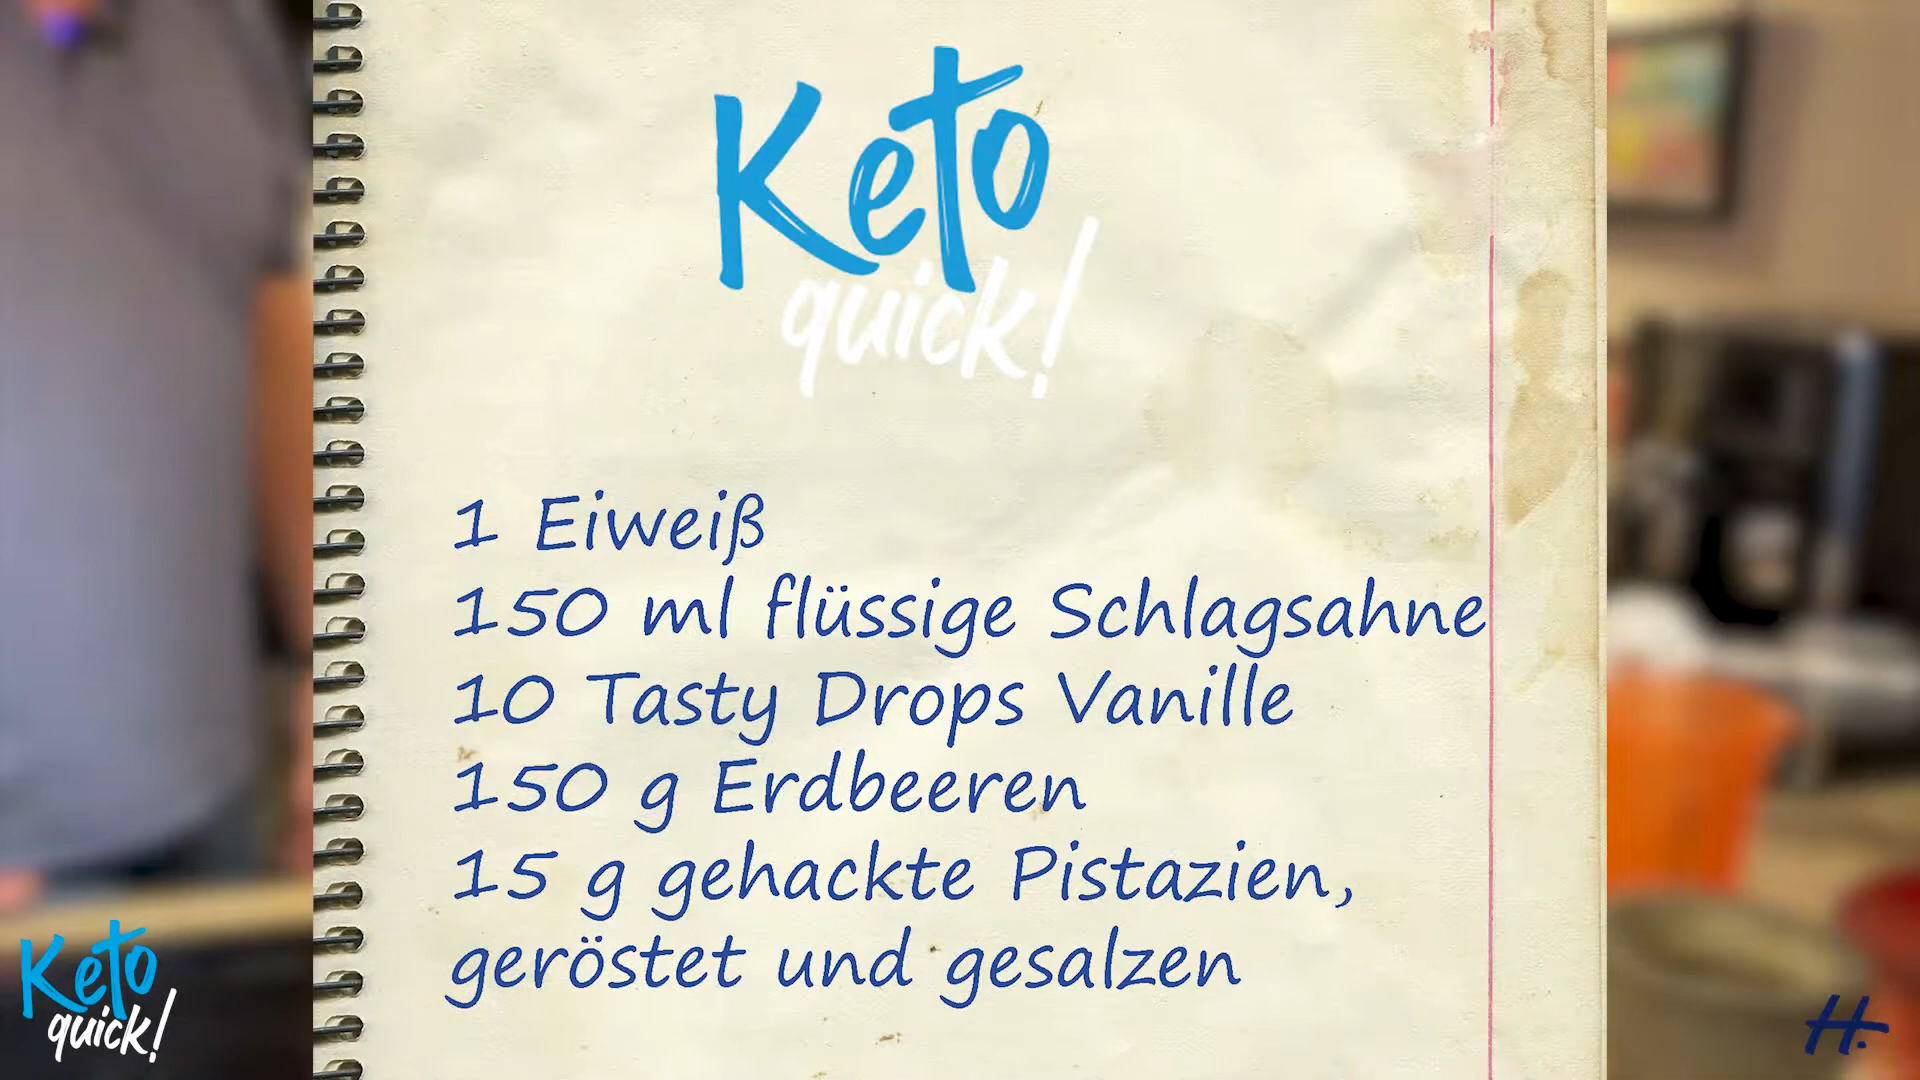 Keto
quick!
1 Eiweiß
150 ml flüssige Schlagsahne
10 Tasty Drops Vanille
150 g Erdbeeren
15 g gehackte Pistazien,
geröstet und gesalzen
Keto
quick!
H.